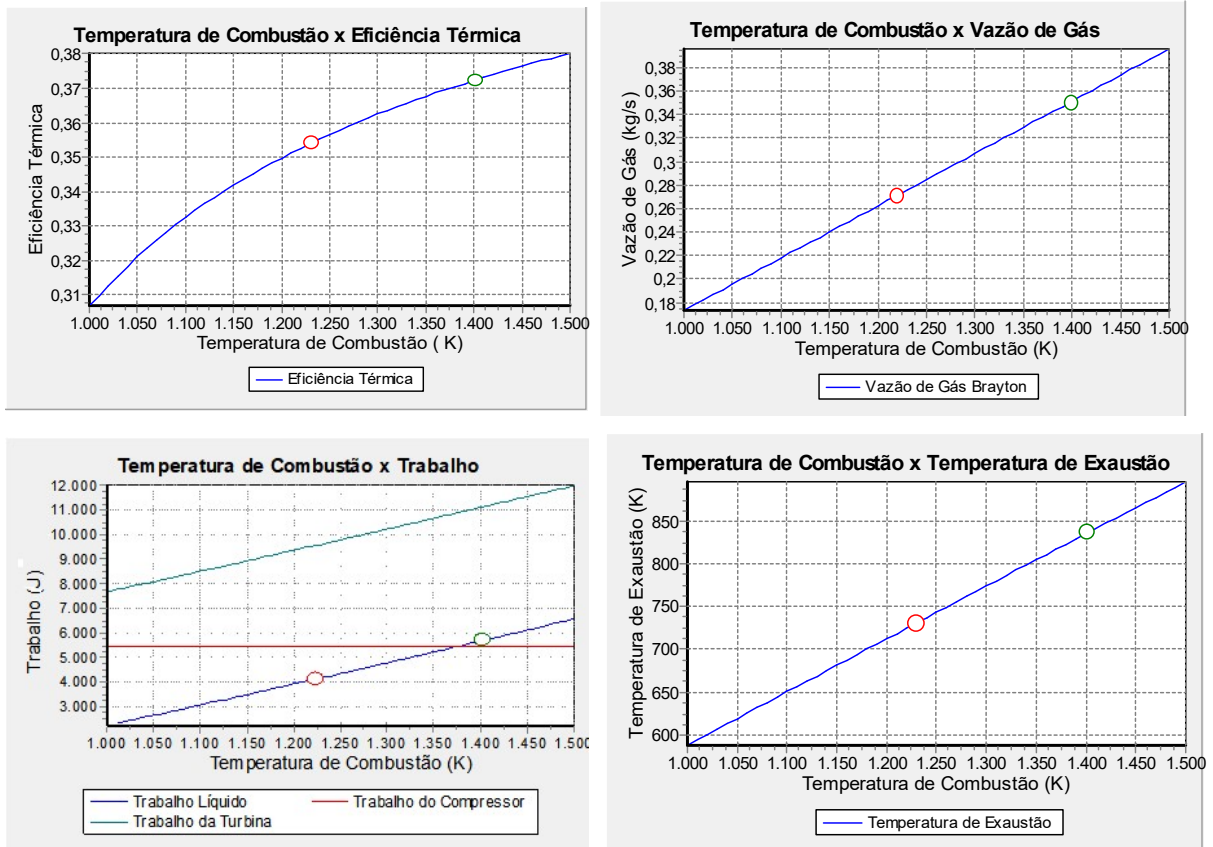 Temperatura de Combustão x Eficiência Térmica
Eficiência Térmica
0,38
0,37
0,36
0,35
0,34
0,33
0,32
0,31
1.000 1.050 1.100 1.150 1.200 1.250 1.300 1.350 1.400 1.450 1.500
Temperatura de Combustão ( K)
Eficiência Térmica
Temperatura de Combustão x Vazão de Gás
Vazão de Gás (kg/s)
0,38
0,36
0,34
0,32
0,3
0,28
0,26
0,24
0,22
0,2
0,18
1.000 1.050 1.100 1.150 1.200 1.250 1.300 1.350 1.400 1.450 1.500
Temperatura de Combustão (K)
Vazão de Gás Brayton
Temperatura de Combustão x Trabalho
Trabalho (J)
12.000
11.000
10.000
9.000
8.000
7.000
6.000
5.000
4.000
3.000
1.000 1.050 1.100 1.150 1.200 1.250 1.300 1.350 1.400 1.450 1.500
Temperatura de Combustão (K)
Trabalho Líquido
Trabalho do Compressor
Trabalho da Turbina
Temperatura de Combustão x Temperatura de Exaustão
Temperatura de Exaustão (K)
850
800
750
700
650
600
1.000 1.050 1.100 1.150 1.200 1.250 1.300 1.350 1.400 1.450 1.500
Temperatura de Combustão (K)
Temperatura de Exaustão